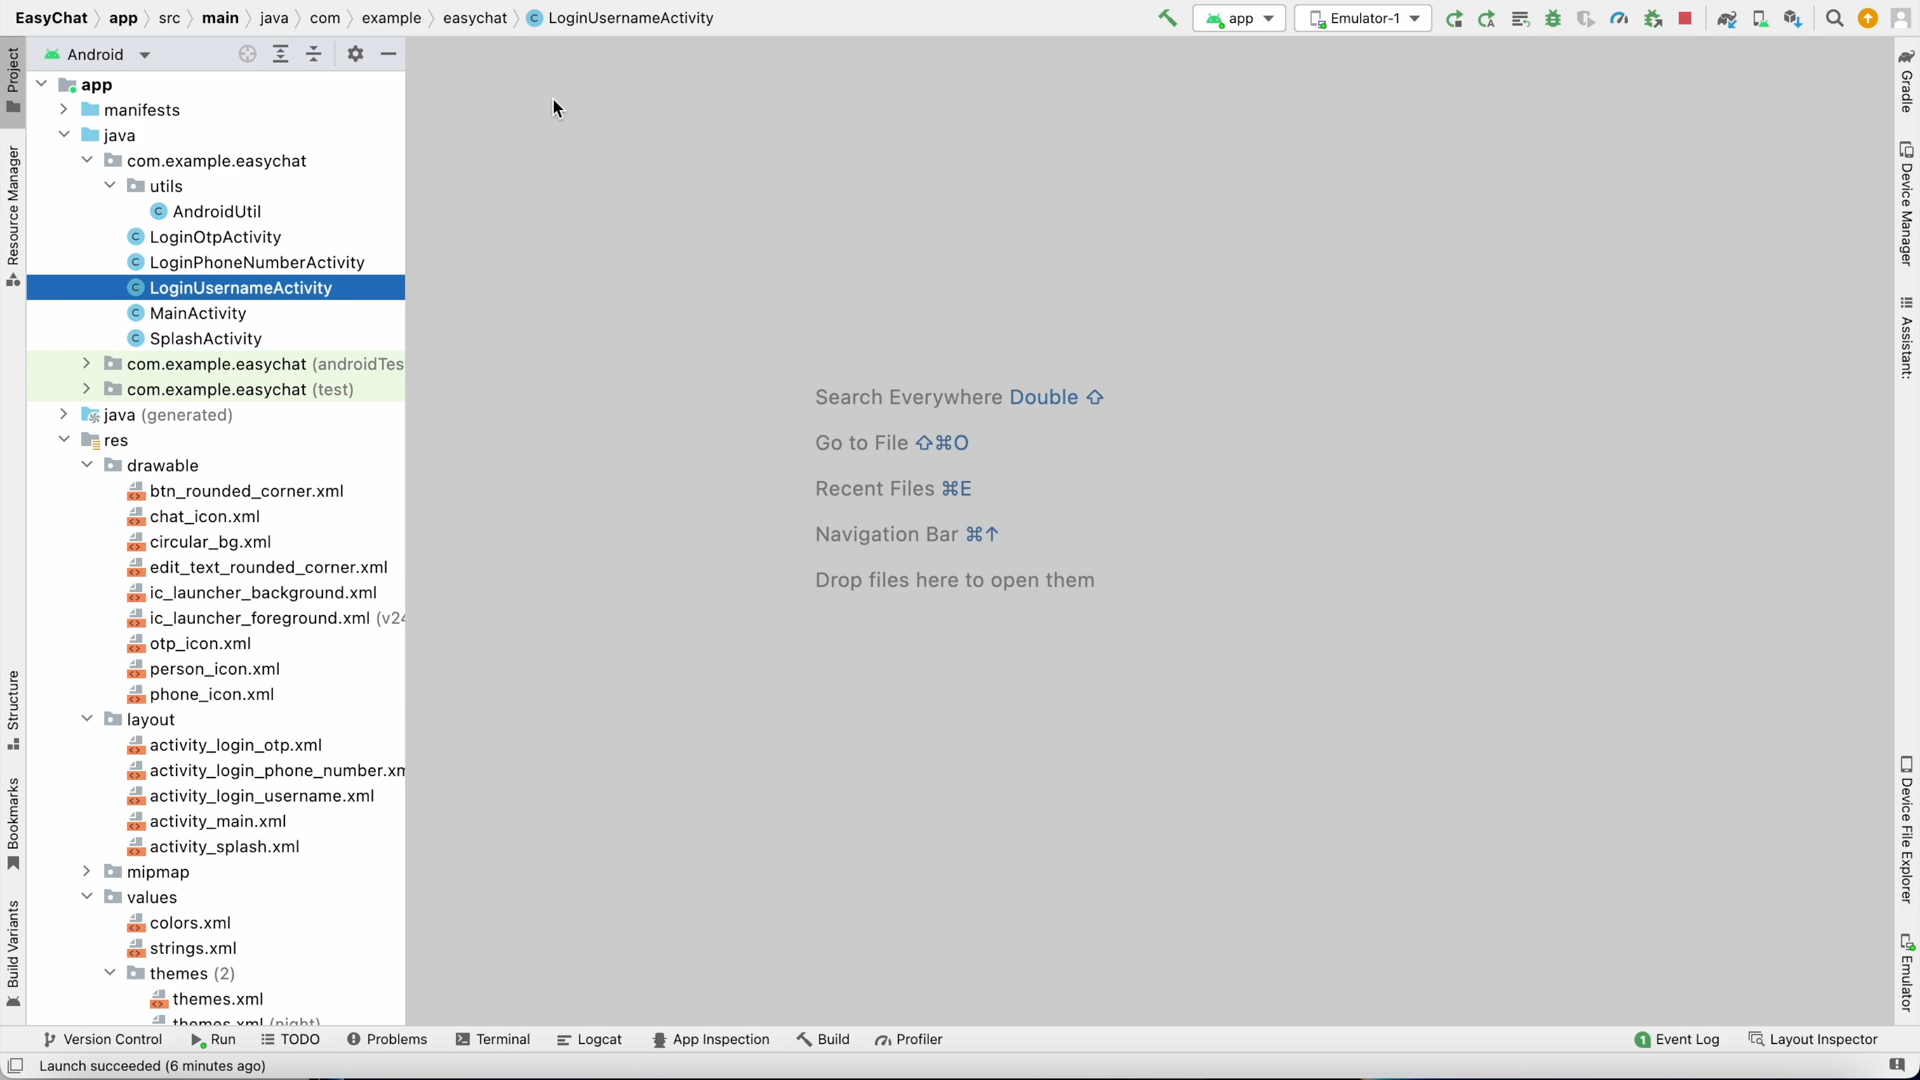 EasyChat app src main java com example easychat LoginUsernameActivity
app
Emulator-1
Android
Project
Resource Manager
Structure
Bookmarks
Build Variants
app
manifests
java
com.example.easychat
utils
AndroidUtil
LoginOtpActivity
LoginPhoneNumberActivity
LoginUsernameActivity
MainActivity
SplashActivity
com.example.easychat (androidTes
com.example.easychat (test)
java (generated)
res
drawable
btn_rounded_corner.xml
chat_icon.xml
circular_bg.xml
edit_text_rounded_corner.xml
ic_launcher_background.xml
ic_launcher_foreground.xml (v24
otp_icon.xml
person_icon.xml
phone_icon.xml
layout
activity_login_otp.xml
activity_login_phone_number.xm
activity_login_username.xml
activity_main.xml
activity_splash.xml
mipmap
values
colors.xml
strings.xml
themes (2)
themes.xml
themes.xml (night)
Search Everywhere Double ⇧
Go to File ⇧⌘O
Recent Files ⌘E
Navigation Bar ⌘↑
Drop files here to open them
Gradle
Device Manager
Assistant:
Device File Explorer
Emulator
Version Control Run TODO Problems Terminal Logcat App Inspection Build Profiler 1 Event Log Layout Inspector
Launch succeeded (6 minutes ago)